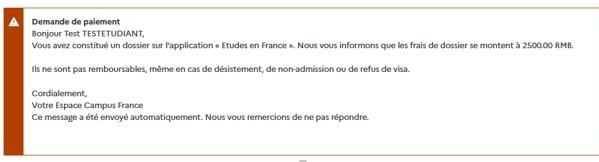 Demande de paiement
Bonjour Test TESTETUDIANT,
Vous avez constitué un dossier sur l'application « Etudes en France ». Nous vous informons que les frais de dossier se montent à 2500.00 RMB.
Ils ne sont pas remboursables, même en cas de désistement, de non-admission ou de refus de visa.
Cordialement,
Votre Espace Campus France
Ce message a été envoyé automatiquement. Nous vous remercions de ne pas répondre.